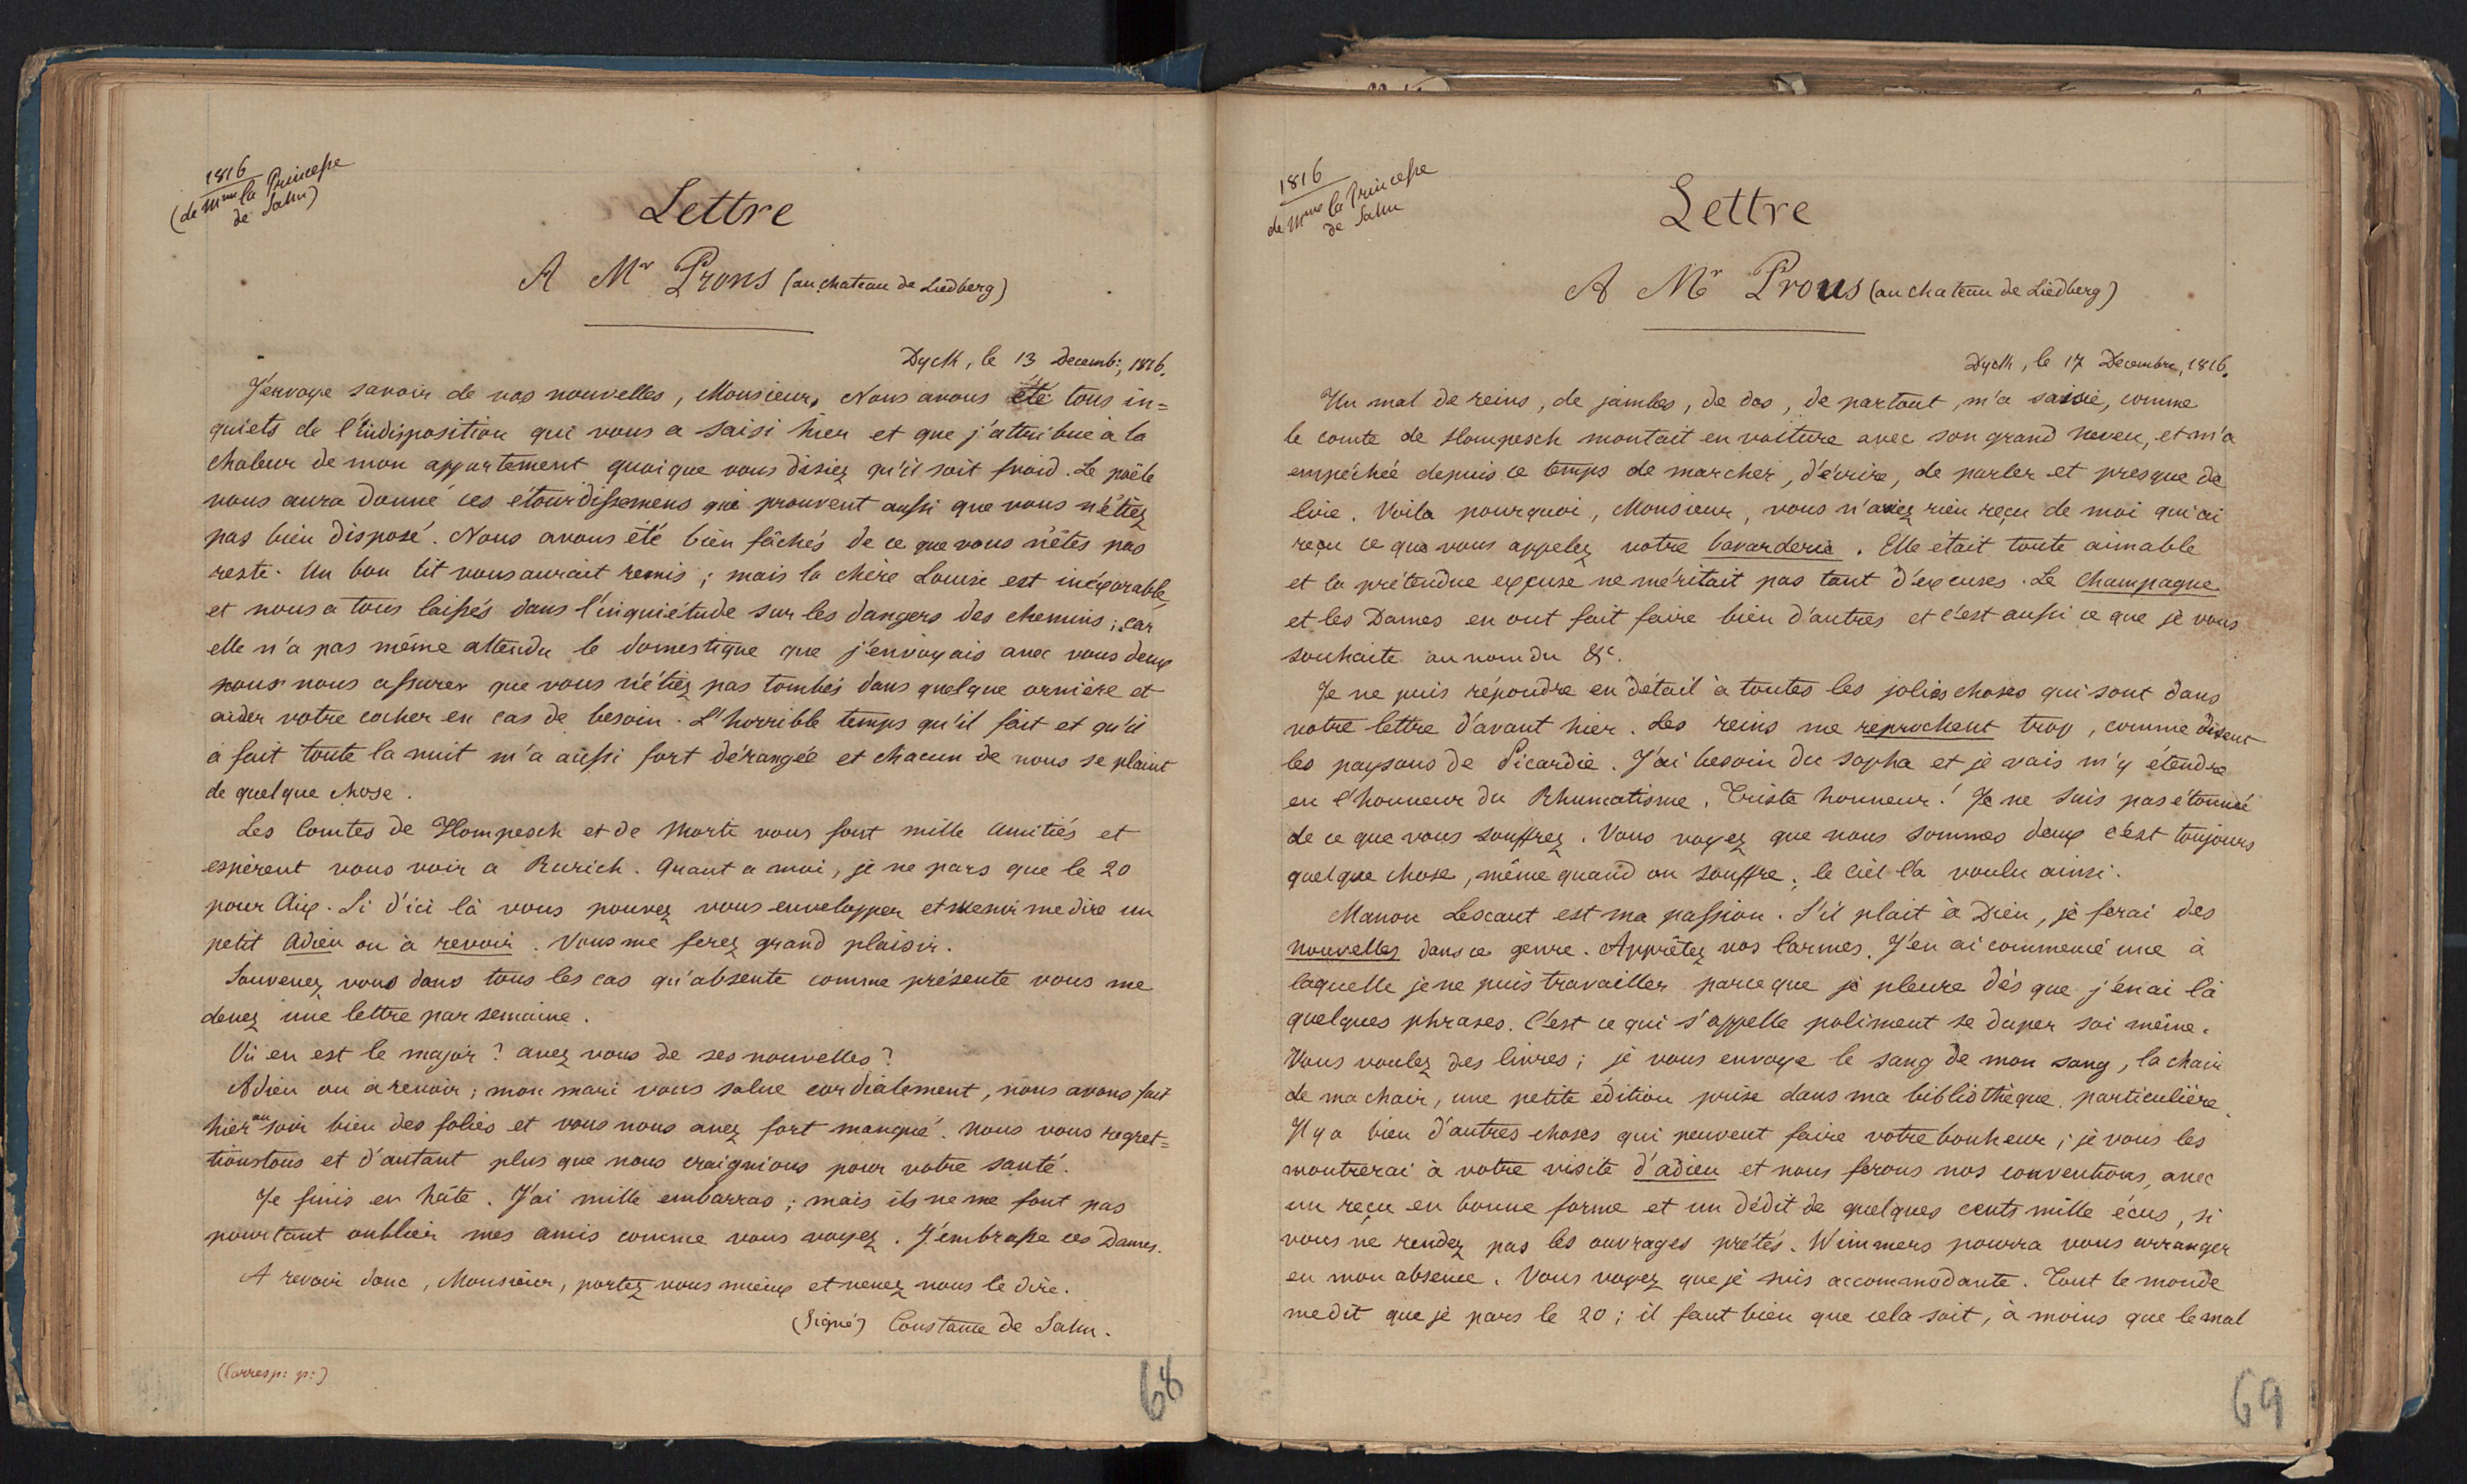 1816
(de Mme la Princesse
de Salm)
Lettre
A Mr Prons (au chateau de Liedberg)
Dyck, le 13 Decemb:, 1816.
J'envoye savoir de vos nouvelles, Monsieur, Nous avons été tous in=
quiets de l'indisposition qui vous a saisi hier et que j'attribue à la
chaleur de mon appartement quoique vous disiez qu'il soit froid. Le poële
vous aura donné ces étourdissemens qui prouvent aussi que vous n'étiez
pas bien disposé. Nous avons été bien fâchés de ce que vous n'êtes pas
resté. Un bon lit vous aurait remis; mais la chère Louise est inéxorable,
et nous a tous laissés dans l'inquiétude sur les dangers des chemins; car
elle n'a pas même attendu le domestique que j'envoyais avec vous deux
pour nous assurer que vous n'étiez pas tombés dans quelque ornière et
aider votre cocher en cas de besoin. L'horrible temps qu'il fait et qu'il
a fait toute la nuit m'a aussi fort dérangée et chacun de nous se plaint
de quelque chose.
Les Comtes de Hompesch et de Morti vous font mille amitiés et
espèrent vous voir a Rurich. Quant a moi, je ne pars que le 20
pour Aix. Si d'ici là vous pouvez vous envelopper et venir me dire un
petit adieu ou à revoir. Vous me ferez grand plaisir.
Souvenez vous dans tous les cas qu'absente comme présente vous me
devez une lettre par semaine.
Où en est le major? avez vous de ses nouvelles?
Adieu ou à revoir; mon mari vous salue cordialement, nous avons fait
hier au soir bien des folies et vous nous avez fort manqué. Nous vous regret=
tions tous et d'autant plus que nous craignions pour votre santé.
Je finis en hâte. J'ai mille embarras; mais ils ne me font pas
pourtant oublier mes amis comme vous voyez. J'embrasse ces Dames.
A revoir donc, Monsieur, portez vous mieux et venez nous le dire.
(Signé) Constance de Salm.
(Corresp: p:)
68
1816
de Mme la Princesse
de Salm
Lettre
A Mr Prous (au chateau de Liedberg)
Dyck, le 17 Decembre, 1816.
Un mal de reins, de jambes, de dos, de partout, m'a saisie, comme
le comte de Hompesch montait en voiture avec son grand neveu, et m'a
empêchée depuis ce temps de marcher, d'écrire, de parler et presque de
lire. Voila pourquoi, Monsieur, vous n'aviez rien reçu de moi qui ai
reçu ce que vous appelez votre bavarderie. Elle était toute aimable
et la prétendue excuse ne méritait pas tant d'excuses. Le champagne
et les Dames en ont fait faire bien d'autres et c'est aussi ce que je vous
souhaite au nom du &c.
Je ne puis répondre en détail à toutes les jolies choses qui sont dans
votre lettre d'avant hier. Les reins me reprochent trop, comme disent
les paysans de Picardie. J'ai besoin du sopha et je vais m'y étendre
en l'honneur du Rhumatisme. Triste honneur! Je ne suis pas étonnée
de ce que vous souffrez. Vous voyez que nous sommes deux c'est toujours
quelque chose, même quand on souffre; le ciel l'a voulu ainsi.
Manon Lescaut est ma passion. S'il plait à Dieu, je ferai des
nouvelles dans ce genre. Apprêtez vos larmes. J'en ai commencé une à
laquelle je ne puis travailler parceque je pleure dès que j'en ai lû
quelques phrases. C'est ce qui s'appelle poliment se duper soi même.
Vous voulez des livres; je vous envoye le sang de mon sang, la chair
de ma chair, une petite édition prise dans ma bibliothèque particulière.
Il y a bien d'autres choses qui peuvent faire votre bonheur; je vous les
montrerai à votre visite d'adieu et nous ferons nos conventions, avec
un reçu en bonne forme et un dédit de quelques cents mille écus, si
vous ne rendez pas les ouvrages prêtés. Wimmers pourra vous arranger
en mon absence. Vous voyez que je suis accommodante. Tout le monde
me dit que je pars le 20; il faut bien que cela soit, à moins que le mal
69